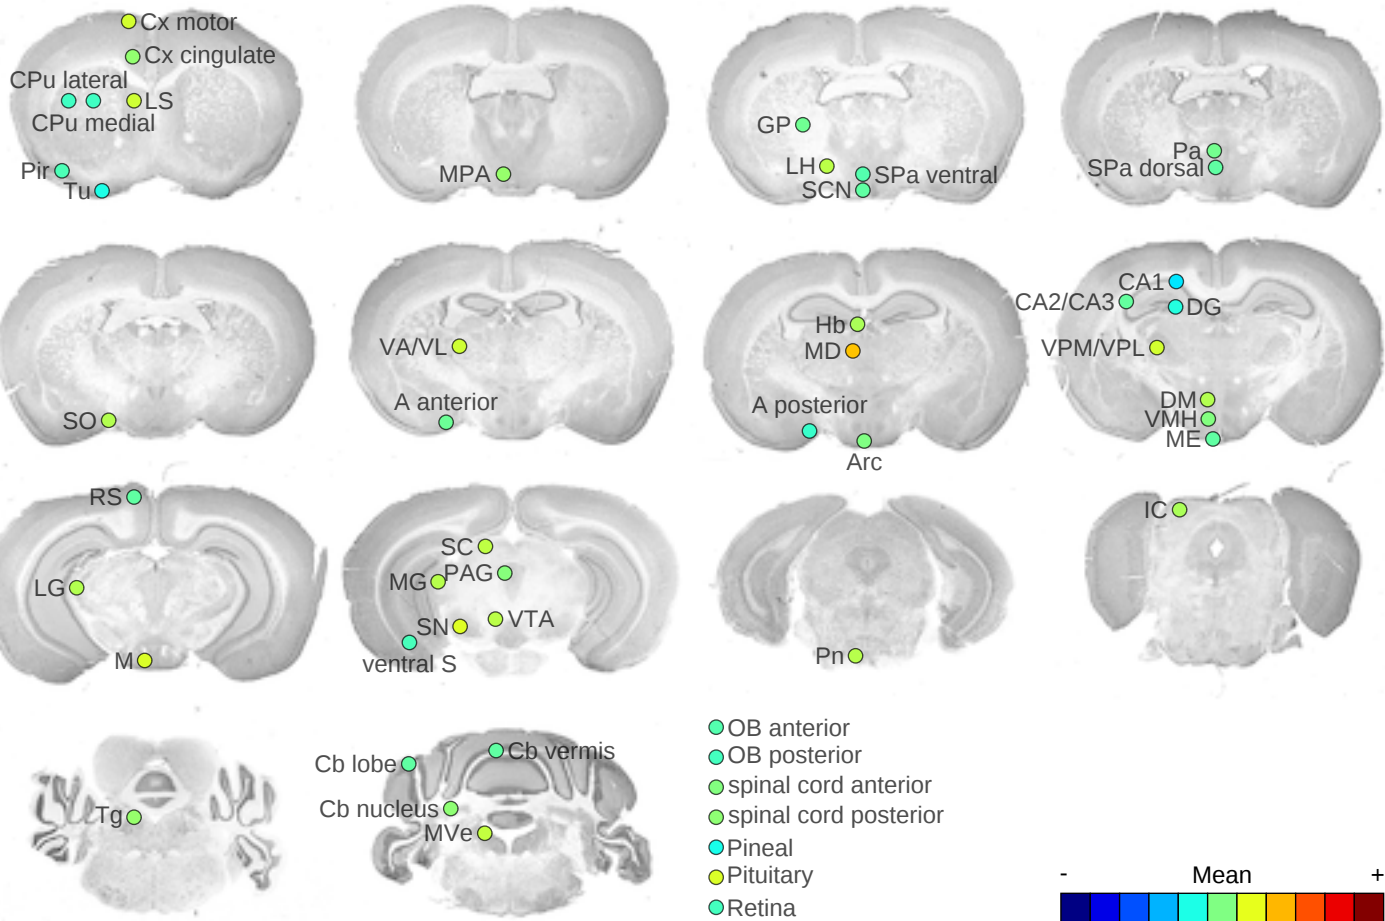 Cx motor
Cx cingulate
CPu lateral
LS
CPu medial
Pir
Tu
MPA
GP
LH
SPa ventral
SCN
Pa
SPa dorsal
SO
VA/VL
A anterior
Hb
MD
A posterior
Arc
CA1
CA2/CA3
DG
VPM/VPL
DM
VMH
ME
RS
LG
M
SC
PAG
MG
VTA
SN
ventral S
Pn
IC
Tg
Cb vermis
Cb lobe
Cb nucleus
MVe
OB anterior
OB posterior
spinal cord anterior
spinal cord posterior
Pineal
Pituitary
Retina
- Mean +